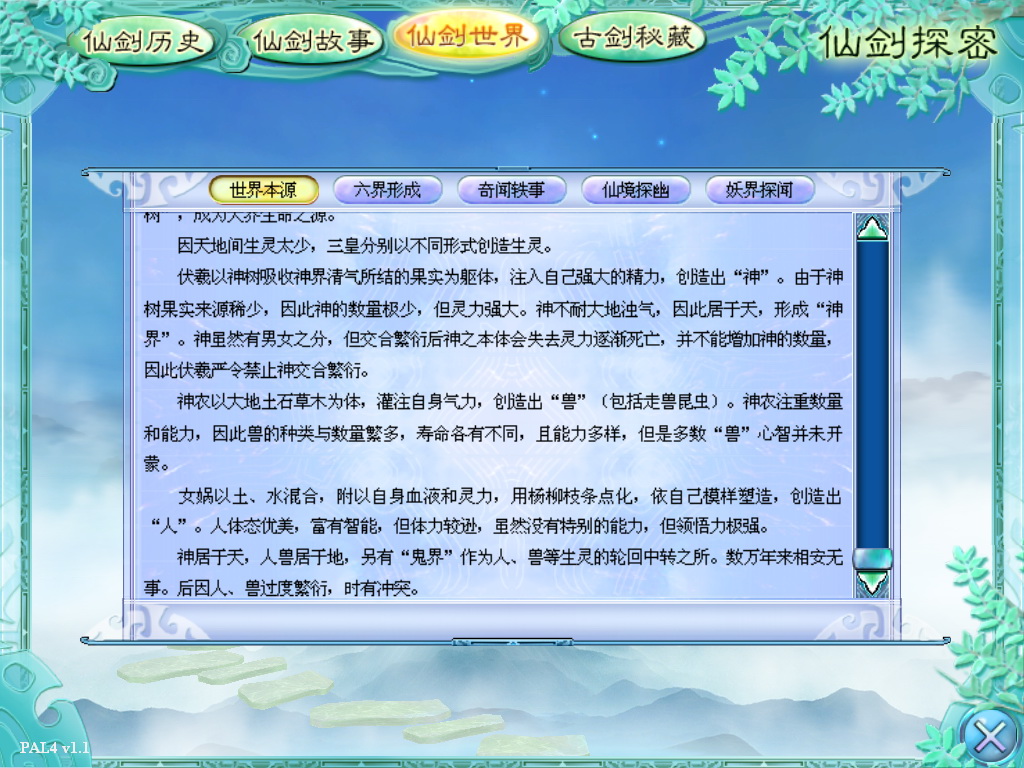 仙剑历史
仙剑故事
仙剑世界
古剑秘藏
仙剑探密
世界本源
六界形成
奇闻轶事
仙境探幽
妖界探闻
树”，成为天界生命之源。
因天地间生灵太少，三皇分别以不同形式创造生灵。
伏羲以神树吸收神界清气所结的果实为躯体，注入自己强大的精力，创造出“神”。由于神
树果实来源稀少，因此神的数量极少，但灵力强大。神不耐大地浊气，因此居于天，形成“神
界”。神虽然有男女之分，但交合繁衍后神之本体会失去灵力逐渐死亡，并不能增加神的数量，
因此伏羲严令禁止神交合繁衍。
神农以大地土石草木为体，灌注自身气力，创造出“兽”（包括走兽昆虫）。神农注重数量
和能力，因此兽的种类与数量繁多，寿命各有不同，且能力多样，但是多数“兽”心智并未开
蒙。
女娲以土、水混合，附以自身血液和灵力，用杨柳枝条点化，依自己模样塑造，创造出
“人”。人体态优美，富有智能，但体力较逊，虽然没有特别的能力，但领悟力极强。
神居于天，人兽居于地，另有“鬼界”作为人、兽等生灵的轮回中转之所。数万年来相安无
事。后因人、兽过度繁衍，时有冲突。
PAL4 v1.1